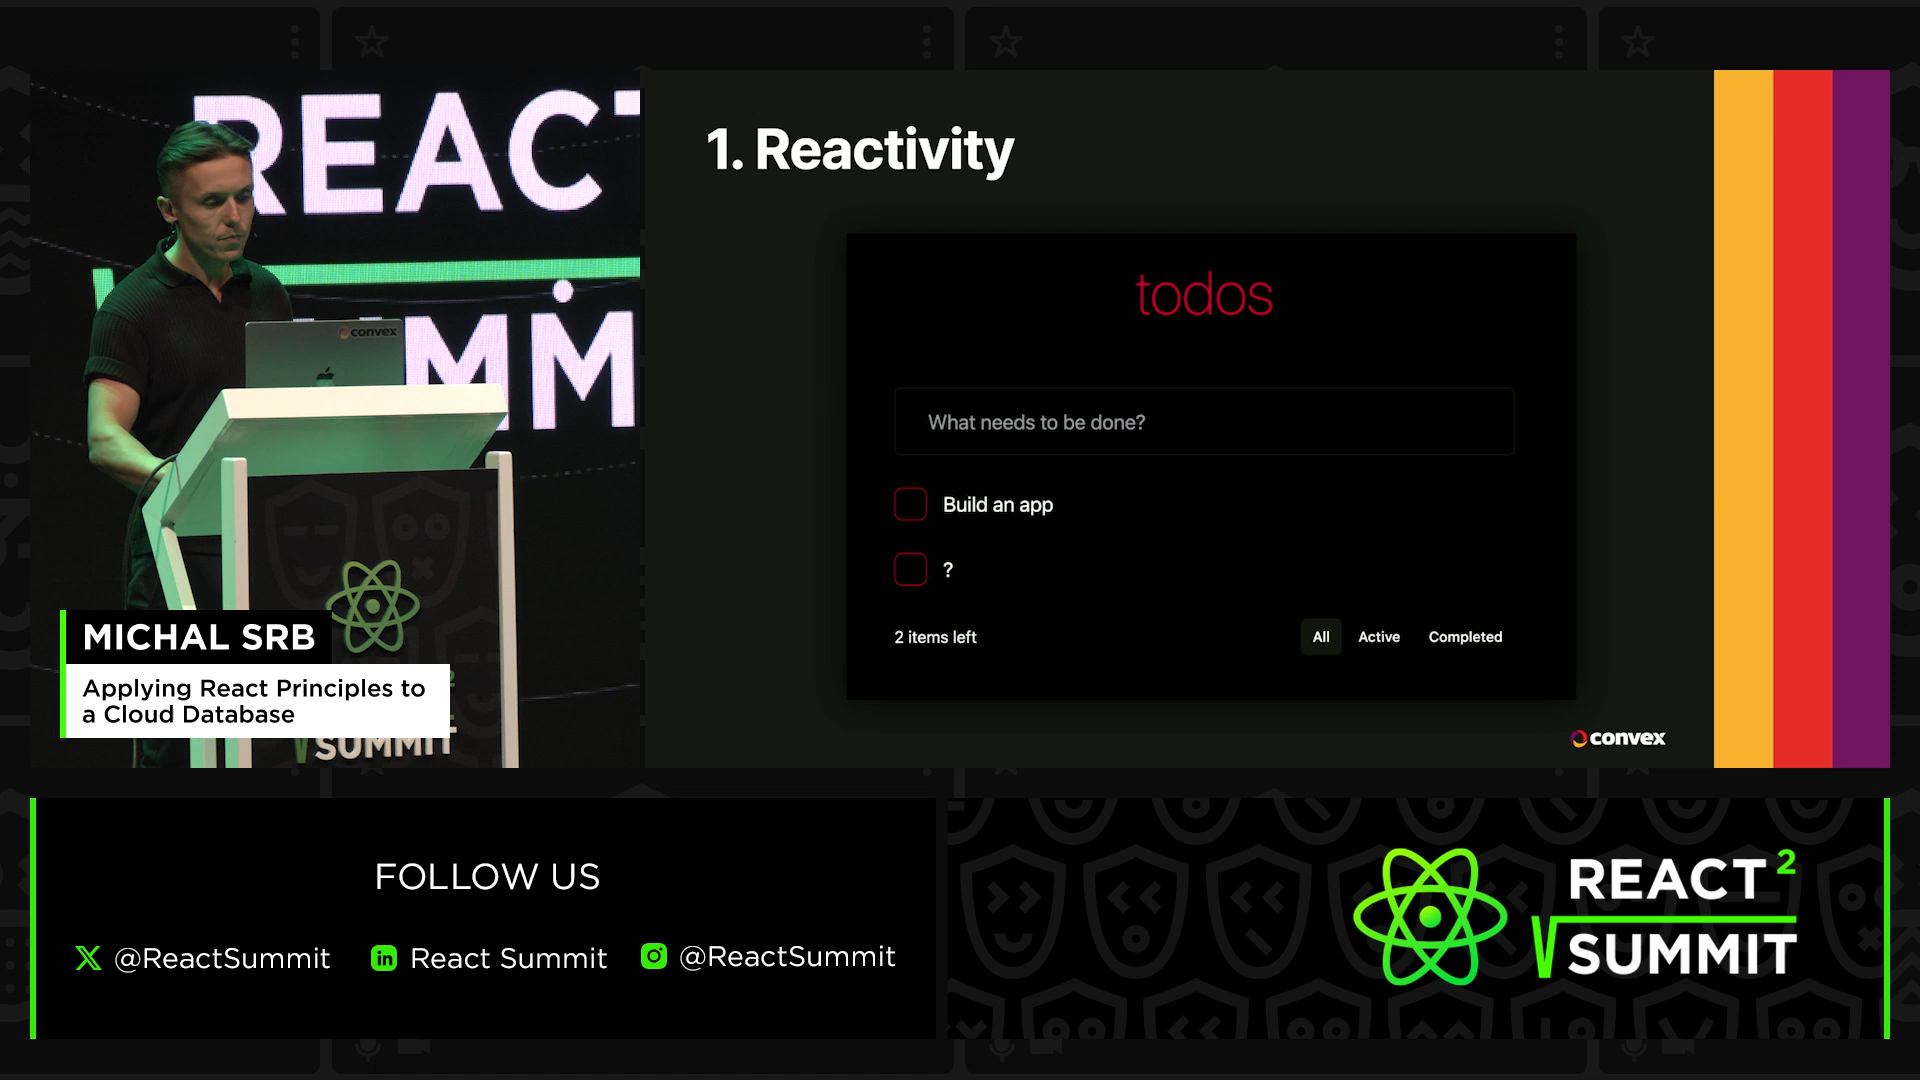 REACT
SUMM
convex
MICHAL SRB
Applying React Principles to
a Cloud Database
SUMMIT
1. Reactivity
todos
What needs to be done?
Build an app
?
2 items left
All
Active
Completed
convex
FOLLOW US
@ReactSummit
in
React Summit
@ReactSummit
REACT 2
SUMMIT